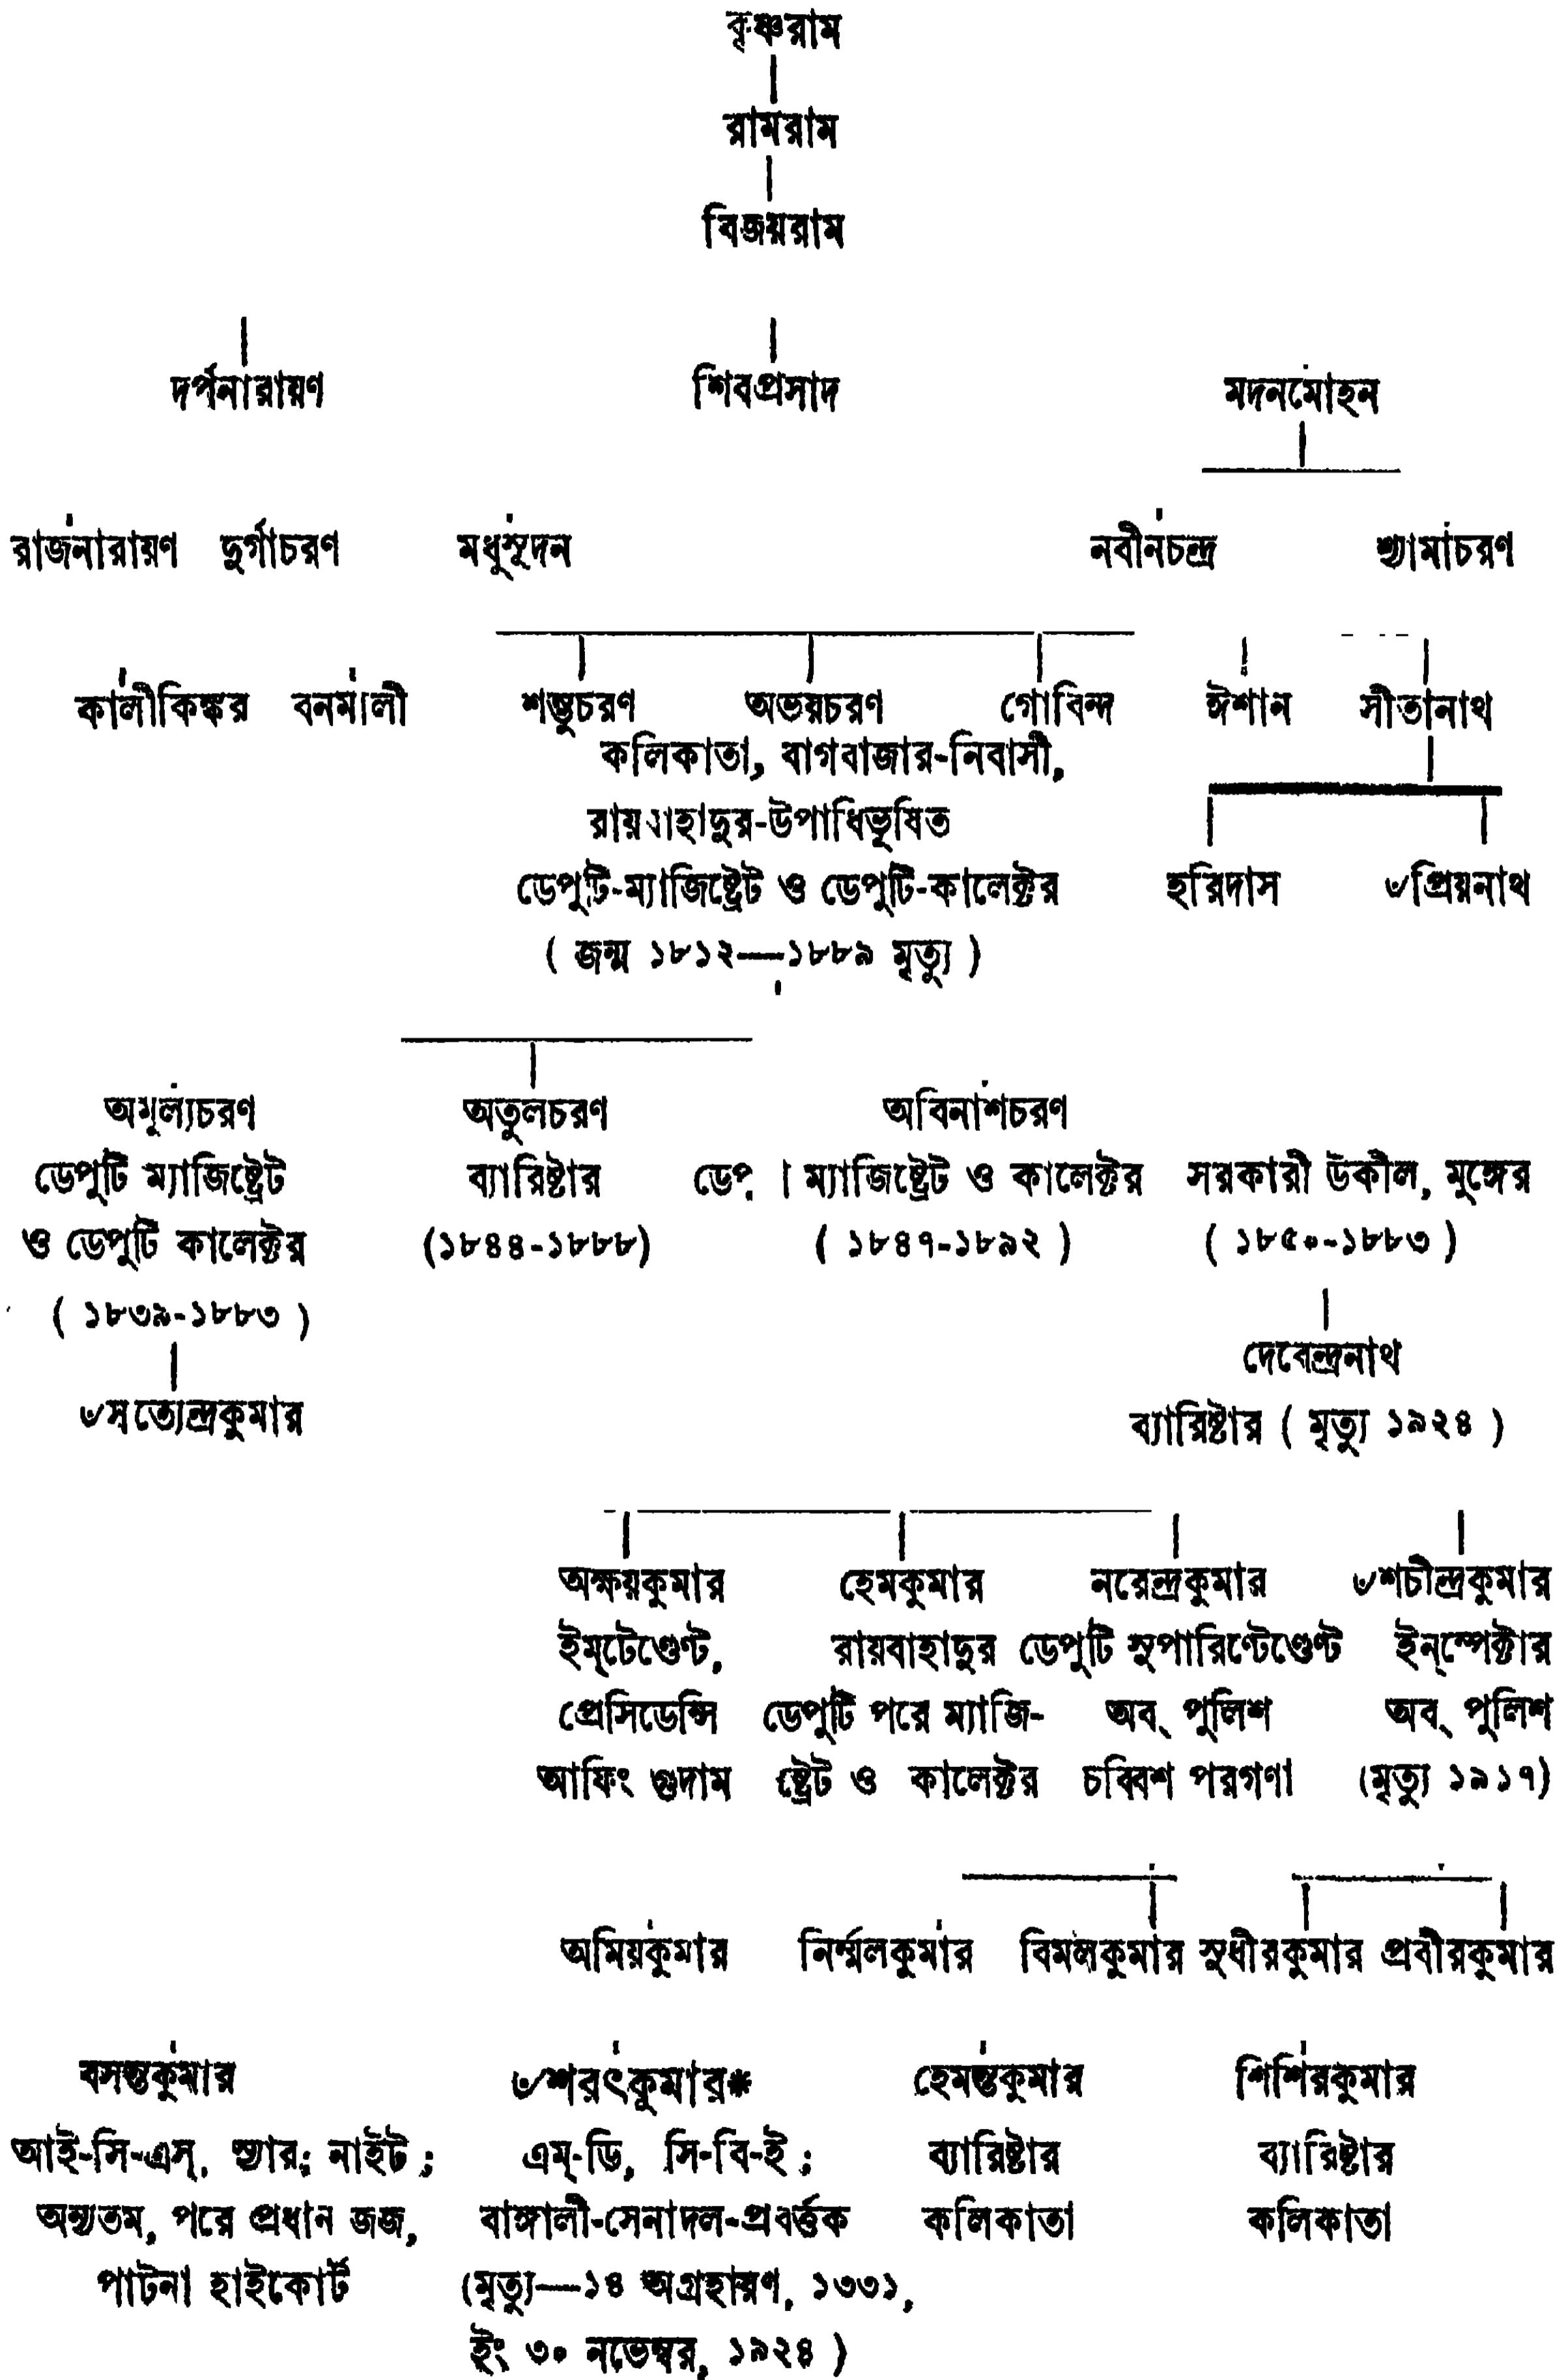 কৃষ্ণরাম
রামরাম
বিজয়রাম
দর্পনারায়ণ শিবপ্রসাদ মদনমোহন
রাজনারায়ণ দুর্গাচরণ মধুসূদন নবীনচন্দ্র শ্যামাচরণ
কালীকিঙ্কর বনমালী শম্ভুচরণ অভয়চরণ গোবিন্দ ঈশান সীতানাথ
কলিকাতা, বাগবাজার-নিবাসী,
রায়বাহাদুর-উপাধিভূষিত
ডেপুটি-ম্যাজিষ্ট্রেট ও ডেপুটি-কালেক্টর হরিদাস ৺প্রিয়নাথ
( জন্ম ১৮১২—১৮৮৯ মৃত্যু )
অমূল্যচরণ অতুলচরণ অবিনাশচরণ
ডেপুটি ম্যাজিষ্ট্রেট ব্যারিষ্টার ম্যাজিষ্ট্রেট ও কালেক্টর সরকারী উকীল, মুঙ্গের
ও ডেপুটি কালেক্টর (১৮৪৪-১৮৮৮) ( ১৮৪৭-১৮৯২ ) ( ১৮৫০-১৮৮৩ )
( ১৮৩৯-১৮৮৩ )
দেবেন্দ্রনাথ
৺সত্যেন্দ্রকুমার
ব্যারিষ্টার ( মৃত্যু ১৯২৪ )
অক্ষয়কুমার হেমকুমার নরেন্দ্রকুমার ৺শচীন্দ্রকুমার
ইম্‌টেণ্ডেণ্ট, রায়বাহাদুর ডেপুটি সুপারিণ্টেণ্ডেণ্ট ইন্‌স্পেক্টার
প্রেসিডেন্সি ডেপুটি পরে ম্যাজি- অব্ পুলিশ অব্ পুলিশ
আফিং গুদাম ষ্ট্রেট ও কালেক্টর চব্বিশ পরগণা (মৃত্যু ১৯১৭)
অমিয়কুমার নির্ম্মলকুমার বিমলকুমার সুধীরকুমার প্রবীরকুমার
বসন্তকুমার ৺শরৎকুমার* হেমন্তকুমার শিশিরকুমার
আই-সি-এস্, স্যার; নাইট; এম্-ডি, সি-বি-ই; ব্যারিষ্টার ব্যারিষ্টার
অন্যতম, পরে প্রধান জজ, বাঙ্গালী-সেনাদল-প্রবর্ত্তক কলিকাতা কলিকাতা
পাটনা হাইকোর্ট (মৃত্যু—১৪ অগ্রহায়ণ, ১৩৩১,
ইং ৩০ নভেম্বর, ১৯২৪ )